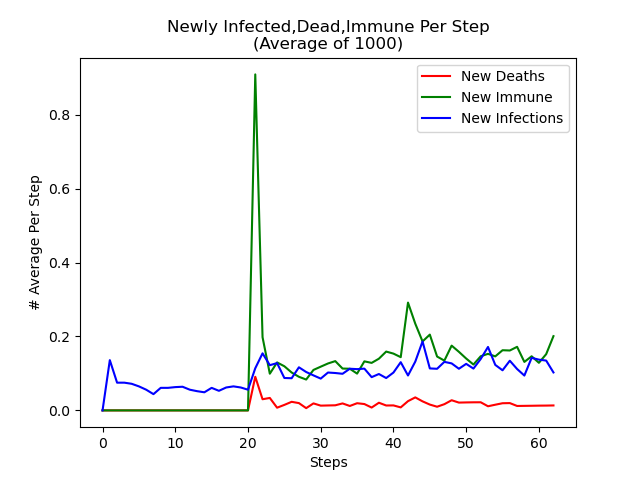 Newly Infected,Dead,Immune Per Step
(Average of 1000)
New Deaths
New Immune
New Infections
# Average Per Step
0.8
0.6
0.4
0.2
0.0
0 10 20 30 40 50 60
Steps